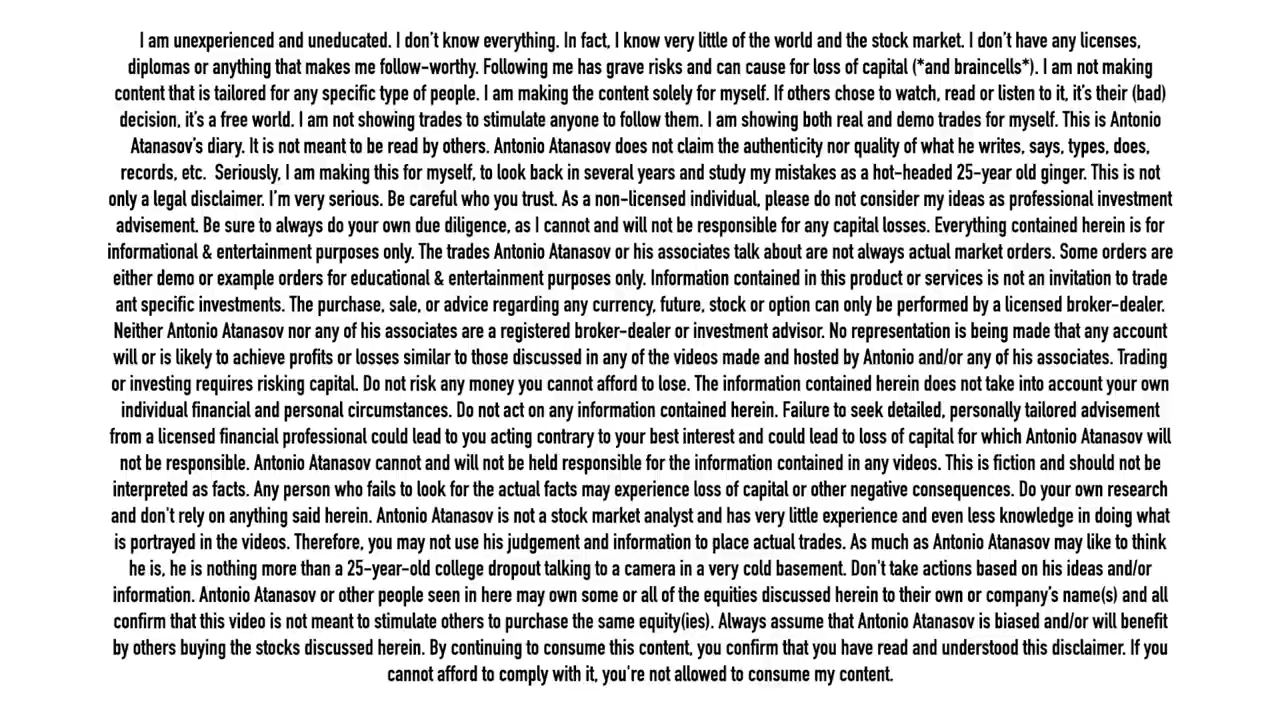 I am unexperienced and uneducated. I don't know everything. In fact, I know very little of the world and the stock market. I don't have any licenses,
diplomas or anything that makes me follow-worthy. Following me has grave risks and can cause for loss of capital (*and braincells*). I am not making
content that is tailored for any specific type of people. I am making the content solely for myself. If others chose to watch, read or listen to it, it's their (bad)
decision, it's a free world. I am not showing trades to stimulate anyone to follow them. I am showing both real and demo trades for myself. This is Antonio
Atanasov's diary. It is not meant to be read by others. Antonio Atanasov does not claim the authenticity nor quality of what he writes, says, types, does,
records, etc. Seriously, I am making this for myself, to look back in several years and study my mistakes as a hot-headed 25-year old ginger. This is not
only a legal disclaimer. I'm very serious. Be careful who you trust. As a non-licensed individual, please do not consider my ideas as professional investment
advisement. Be sure to always do your own due diligence, as I cannot and will not be responsible for any capital losses. Everything contained herein is for
informational & entertainment purposes only. The trades Antonio Atanasov or his associates talk about are not always actual market orders. Some orders are
either demo or example orders for educational & entertainment purposes only. Information contained in this product or services is not an invitation to trade
ant specific investments. The purchase, sale, or advice regarding any currency, future, stock or option can only be performed by a licensed broker-dealer.
Neither Antonio Atanasov nor any of his associates are a registered broker-dealer or investment advisor. No representation is being made that any account
will or is likely to achieve profits or losses similar to those discussed in any of the videos made and hosted by Antonio and/or any of his associates. Trading
or investing requires risking capital. Do not risk any money you cannot afford to lose. The information contained herein does not take into account your own
individual financial and personal circumstances. Do not act on any information contained herein. Failure to seek detailed, personally tailored advisement
from a licensed financial professional could lead to you acting contrary to your best interest and could lead to loss of capital for which Antonio Atanasov will
not be responsible. Antonio Atanasov cannot and will not be held responsible for the information contained in any videos. This is fiction and should not be
interpreted as facts. Any person who fails to look for the actual facts may experience loss of capital or other negative consequences. Do your own research
and don't rely on anything said herein. Antonio Atanasov is not a stock market analyst and has very little experience and even less knowledge in doing what
is portrayed in the videos. Therefore, you may not use his judgement and information to place actual trades. As much as Antonio Atanasov may like to think
he is, he is nothing more than a 25-year-old college dropout talking to a camera in a very cold basement. Don't take actions based on his ideas and/or
information. Antonio Atanasov or other people seen in here may own some or all of the equities discussed herein to their own or company's name(s) and all
confirm that this video is not meant to stimulate others to purchase the same equity(ies). Always assume that Antonio Atanasov is biased and/or will benefit
by others buying the stocks discussed herein. By continuing to consume this content, you confirm that you have read and understood this disclaimer. If you
cannot afford to comply with it, you're not allowed to consume my content.